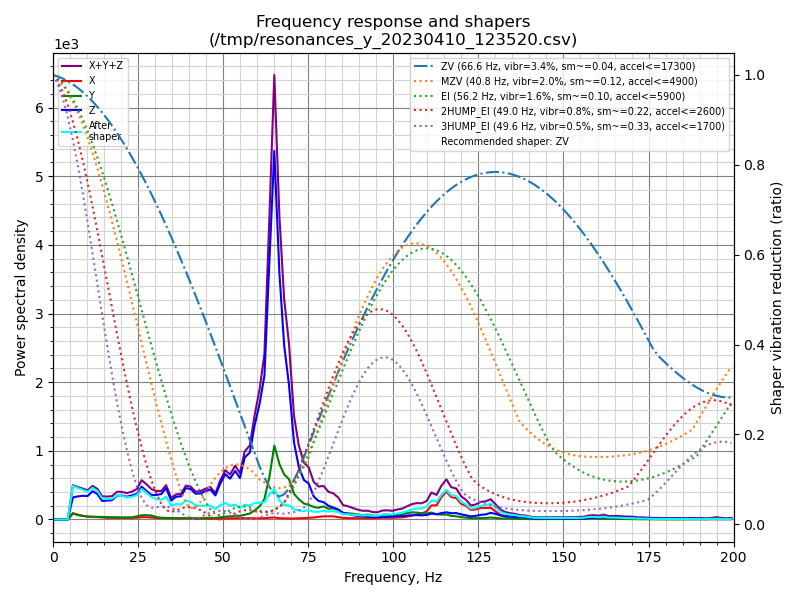 Frequency response and shapers
(/tmp/resonances_y_20230410_123520.csv)
1e3
X+Y+Z
X
Y
Z
After
shaper
ZV (66.6 Hz, vibr=3.4%, sm~=0.04, accel<=17300)
MZV (40.8 Hz, vibr=2.0%, sm~=0.12, accel<=4900)
EI (56.2 Hz, vibr=1.6%, sm~=0.10, accel<=5900)
2HUMP_EI (49.0 Hz, vibr=0.8%, sm~=0.22, accel<=2600)
3HUMP_EI (49.6 Hz, vibr=0.5%, sm~=0.33, accel<=1700)
Recommended shaper: ZV
Power spectral density
6
5
4
3
2
1
0
1.0
0.8
0.6
0.4
0.2
0.0
Shaper vibration reduction (ratio)
0 25 50 75 100 125 150 175 200
Frequency, Hz